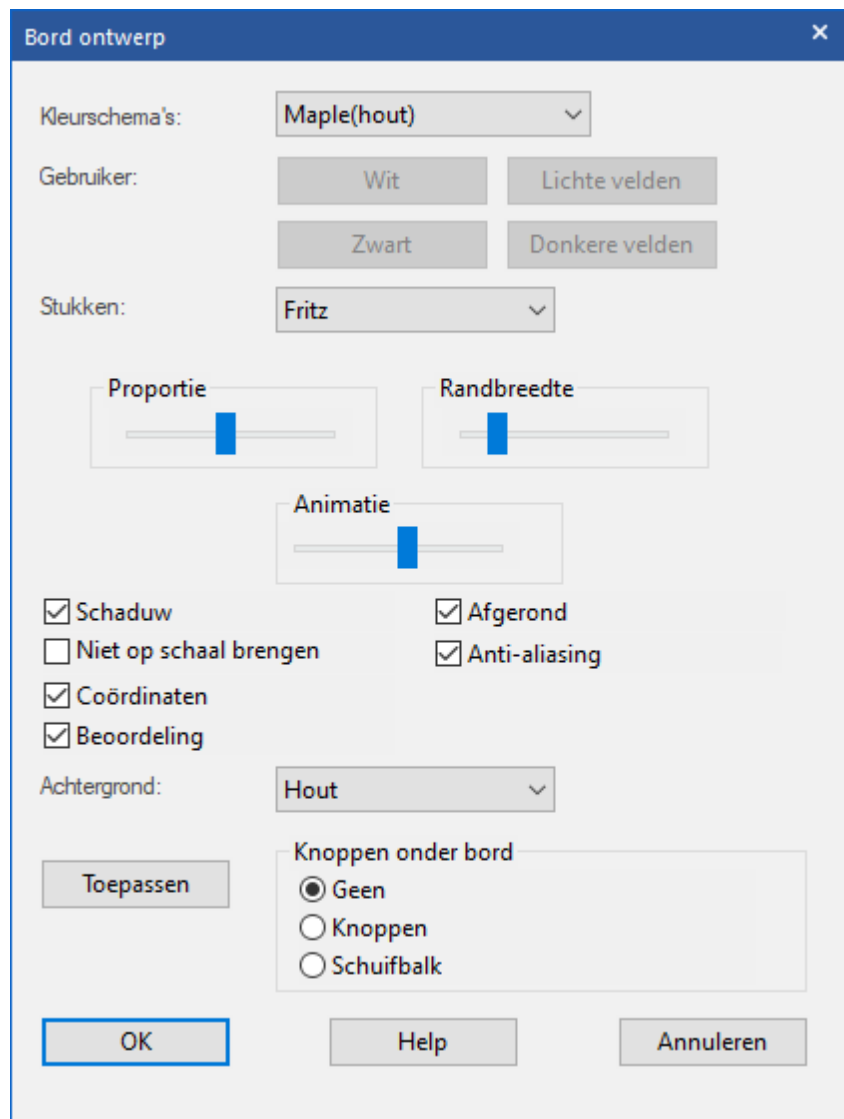 Bord ontwerp
Kleurschema's: Maple(hout)
Gebruiker: Wit Lichte velden
Zwart Donkere velden
Stukken: Fritz
Proportie Randbreedte
Animatie
Schaduw Afgerond
Niet op schaal brengen Anti-aliasing
Coördinaten
Beoordeling
Achtergrond: Hout
Knoppen onder bord
Toepassen Geen
Knoppen
Schuifbalk
OK Help Annuleren